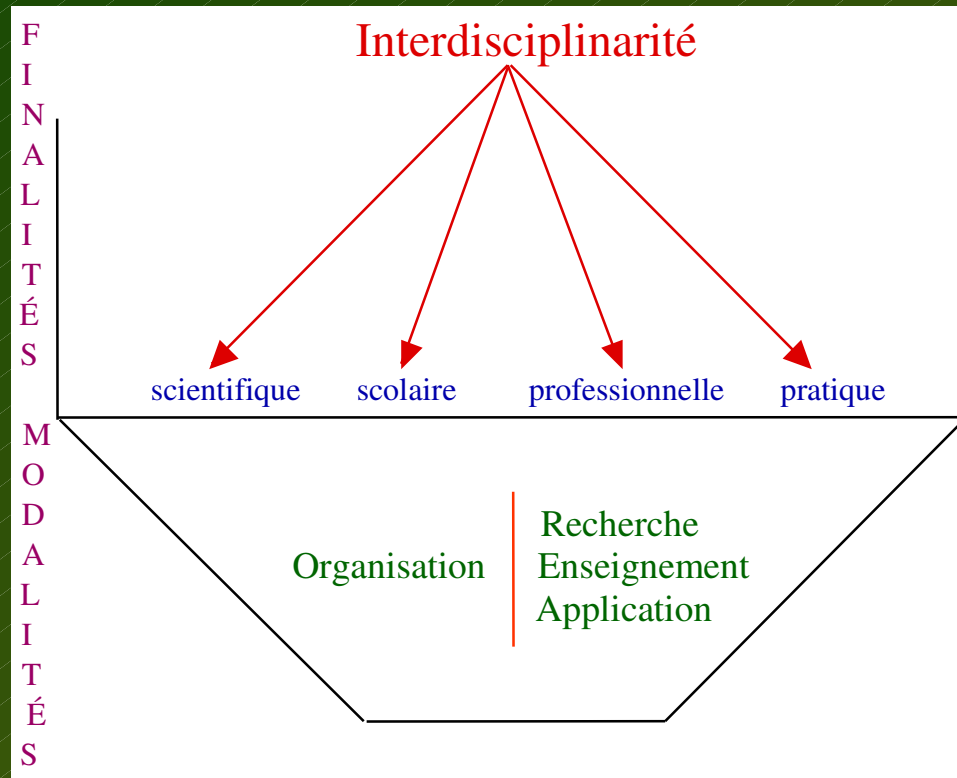 FINALITÉS
Interdisciplinarité
scientifique scolaire professionnelle pratique
MODALITÉS
Organisation
Recherche
Enseignement
Application